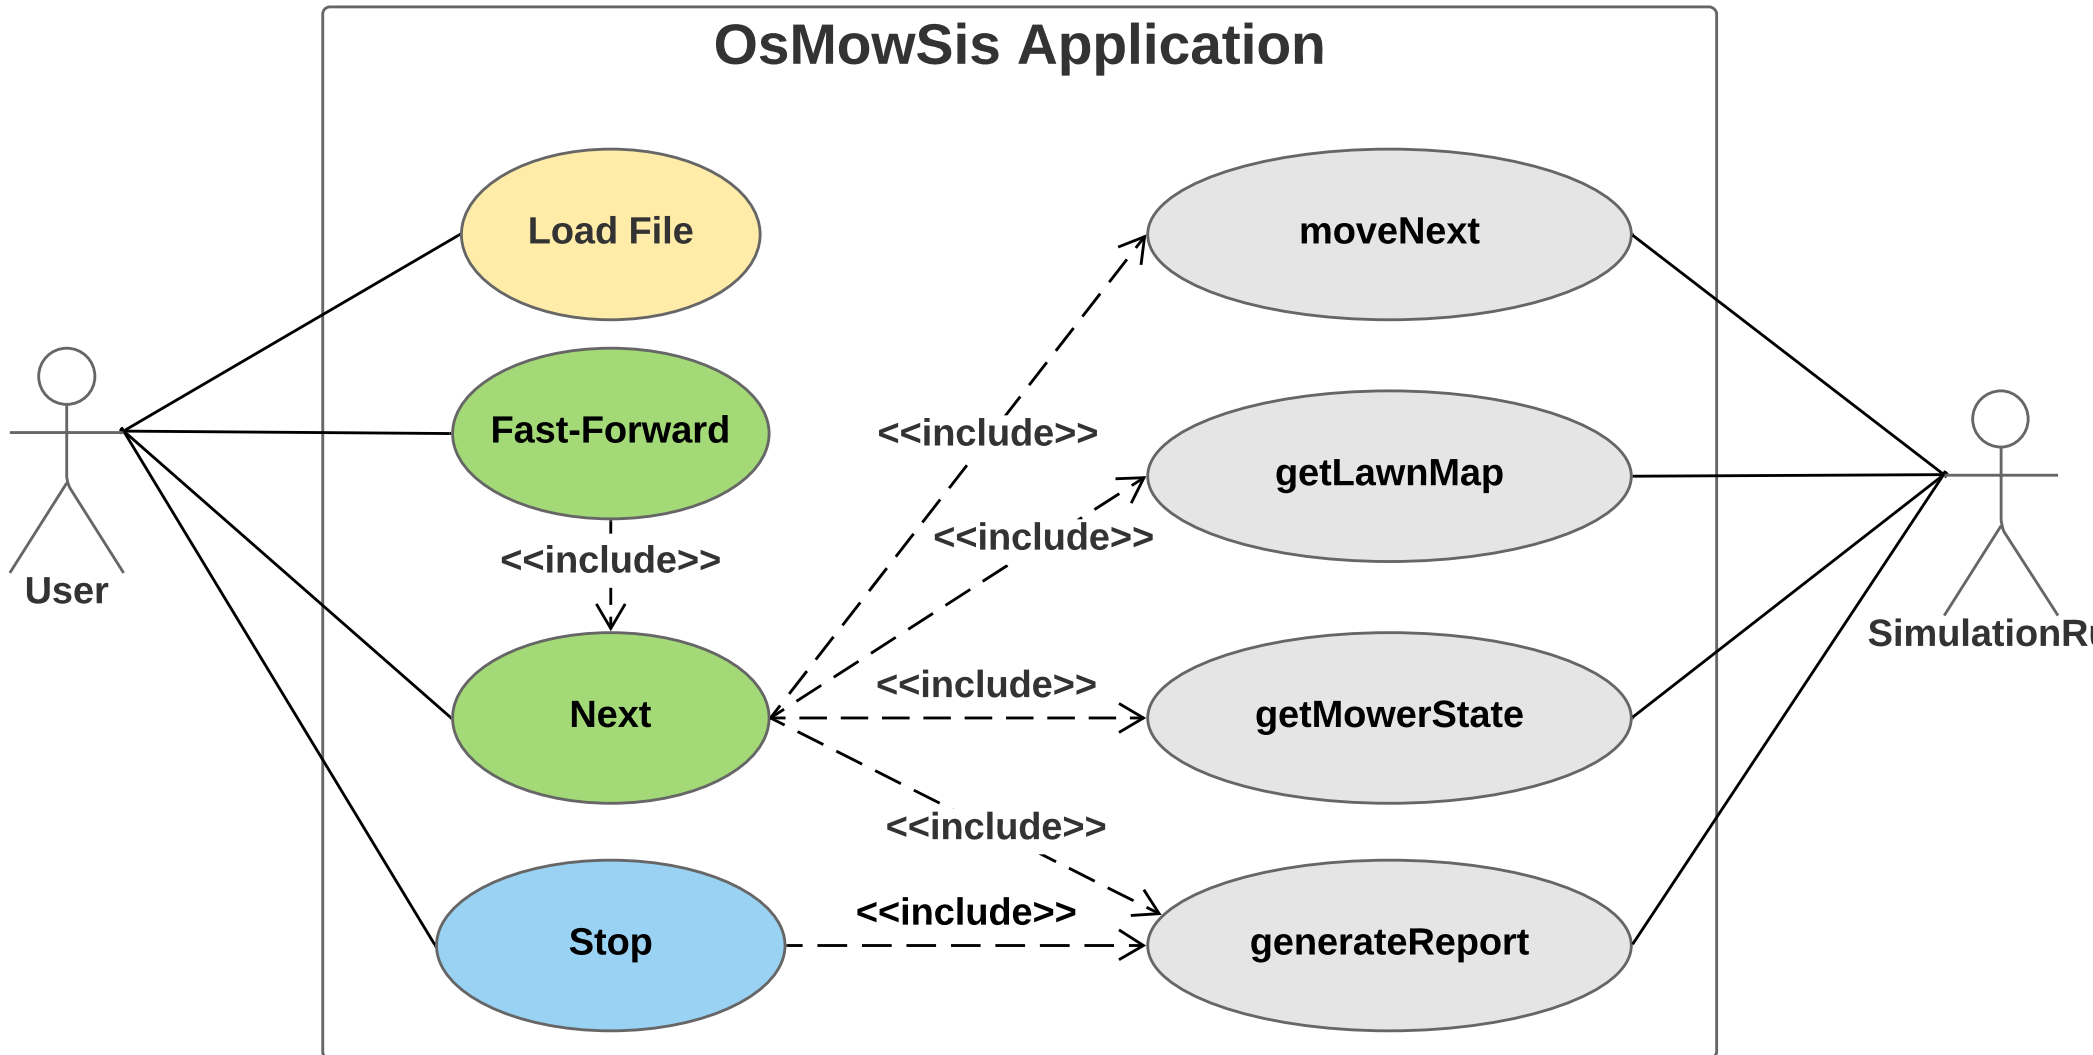 OsMowSis Application
Load File
moveNext
Fast-Forward
<<include>>
getLawnMap
<<include>>
<<include>>
User
SimulationRu
<<include>>
Next
getMowerState
<<include>>
<<include>>
Stop
generateReport